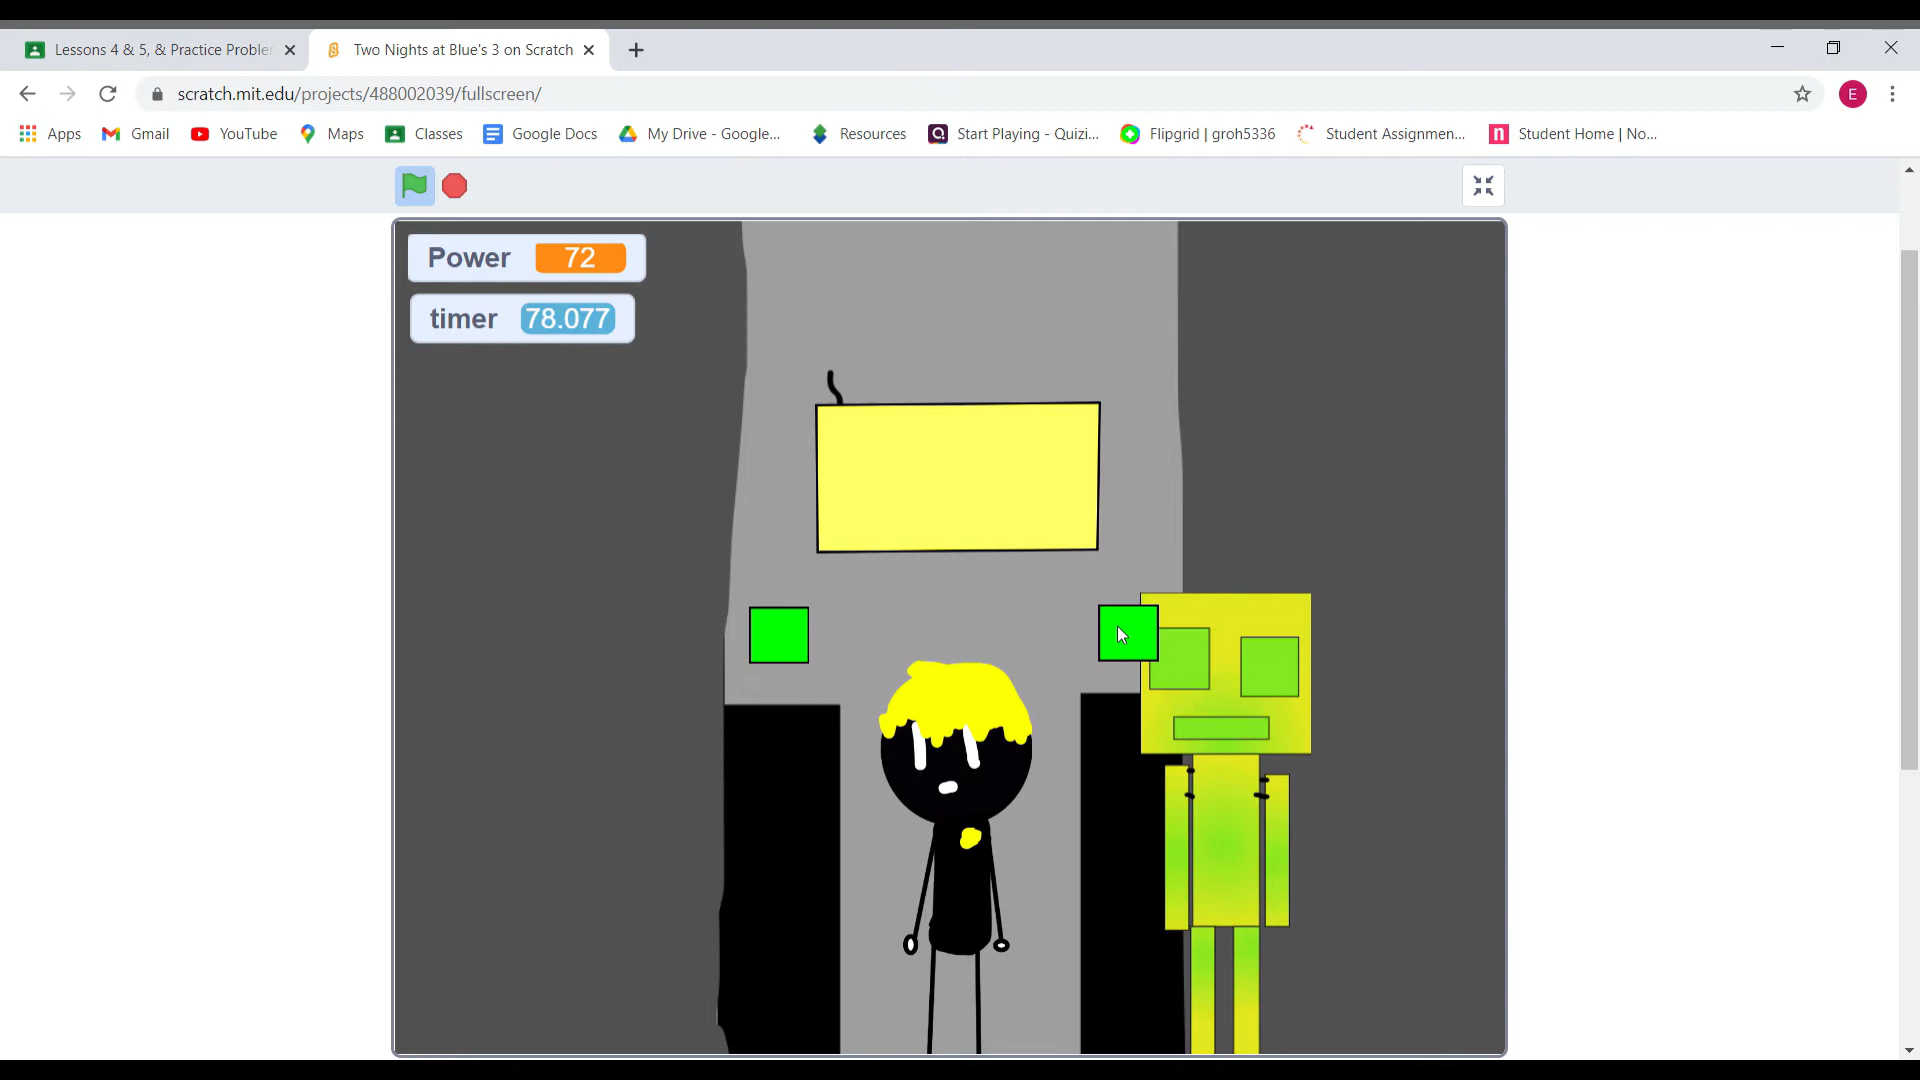 Lessons 4 & 5, & Practice Proble
Two Nights at Blue's 3 on Scratch
scratch.mit.edu/projects/488002039/fullscreen/
E
Apps
Gmail
YouTube
Maps
Classes
Google Docs
My Drive - Google...
Resources
Start Playing - Quizi...
Flipgrid | groh5336
Student Assignmen...
n
Student Home | No...
Power 72
timer 78.077